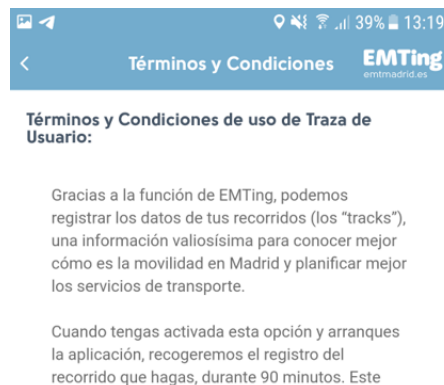 39% 13:19
Términos y Condiciones
EMTing
emtmadrid.es
Términos y Condiciones de uso de Traza de
Usuario:
Gracias a la función de EMTing, podemos
registrar los datos de tus recorridos (los “tracks”),
una información valiosísima para conocer mejor
cómo es la movilidad en Madrid y planificar mejor
los servicios de transporte.
Cuando tengas activada esta opción y arranques
la aplicación, recogeremos el registro del
recorrido que hagas, durante 90 minutos. Este